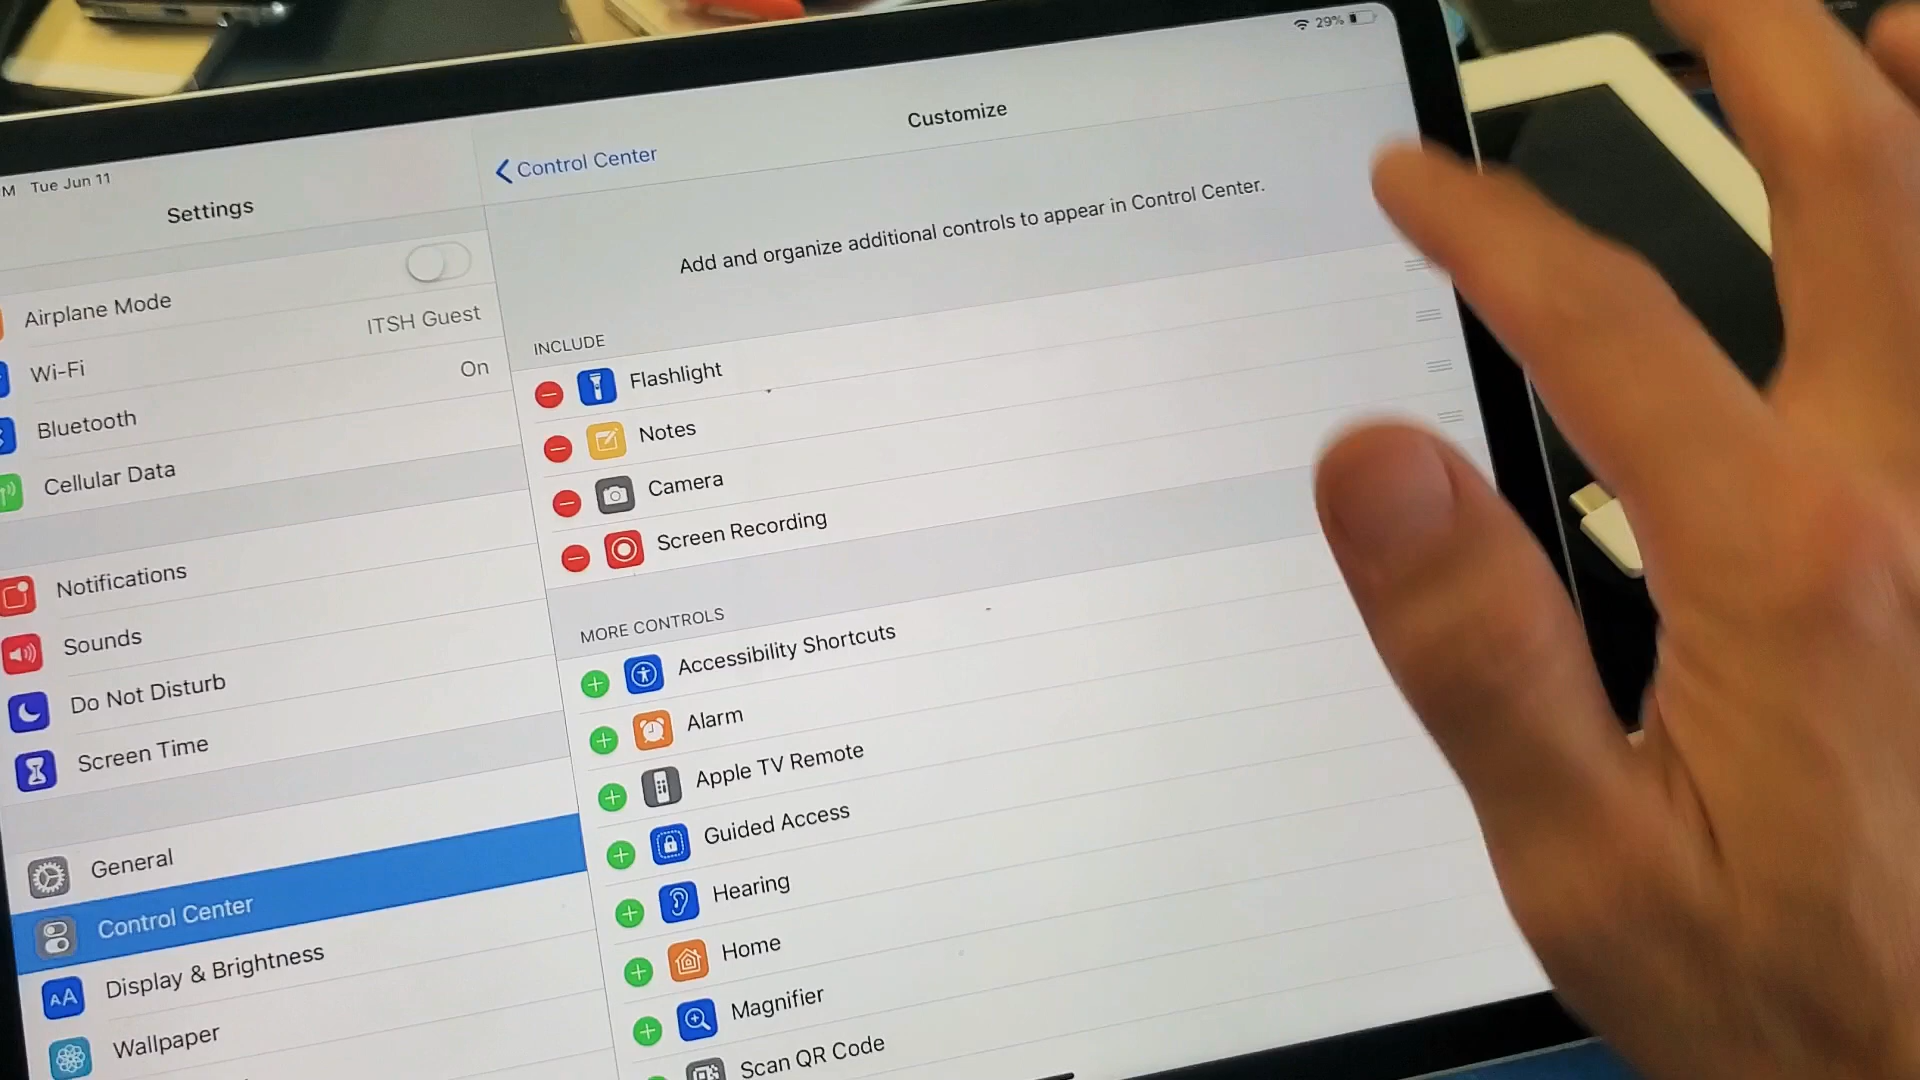 M Tue Jun 11
29%
Settings
Airplane Mode
Wi-Fi ITSH Guest
Bluetooth On
Cellular Data
Notifications
Sounds
Do Not Disturb
Screen Time
General
Control Center
AA Display & Brightness
Wallpaper
Control Center
Customize
Add and organize additional controls to appear in Control Center.
INCLUDE
Flashlight
Notes
Camera
Screen Recording
MORE CONTROLS
Accessibility Shortcuts
Alarm
Apple TV Remote
Guided Access
Hearing
Home
Magnifier
Scan QR Code